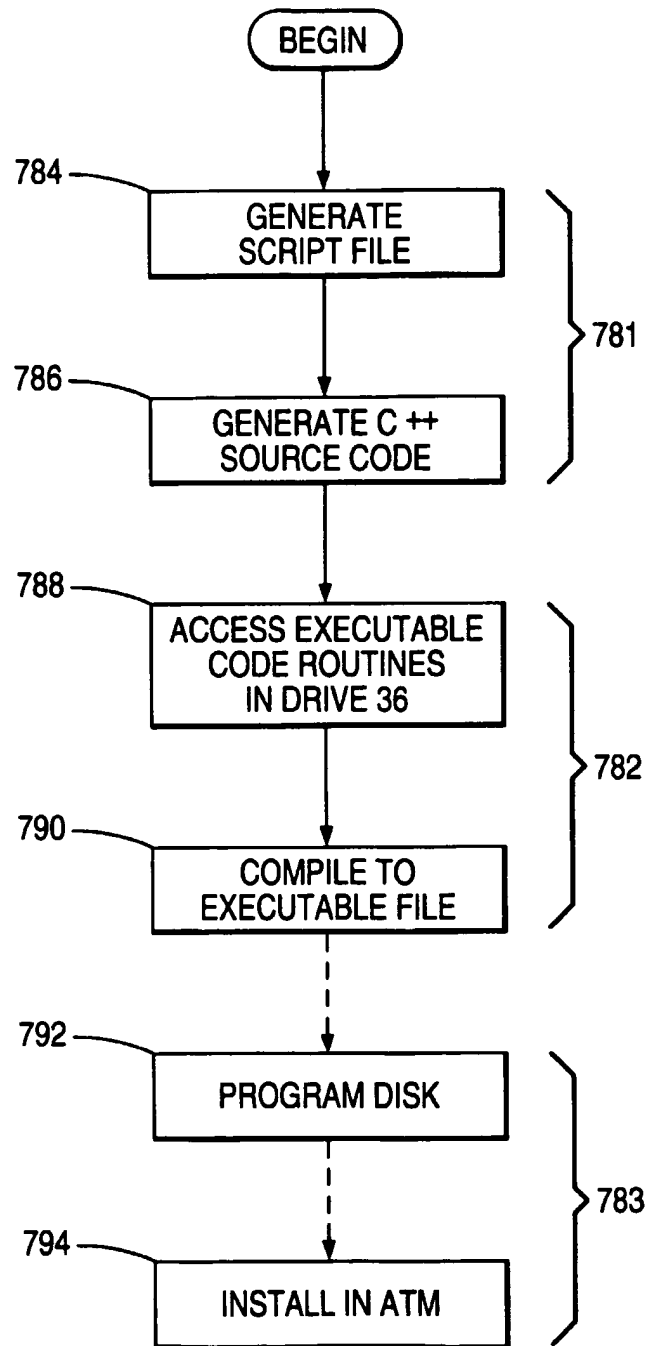 BEGIN
784
GENERATE
SCRIPT FILE
781
786
GENERATE C ++
SOURCE CODE
788
ACCESS EXECUTABLE
CODE ROUTINES
IN DRIVE 36
782
790
COMPILE TO
EXECUTABLE FILE
792
PROGRAM DISK
783
794
INSTALL IN ATM